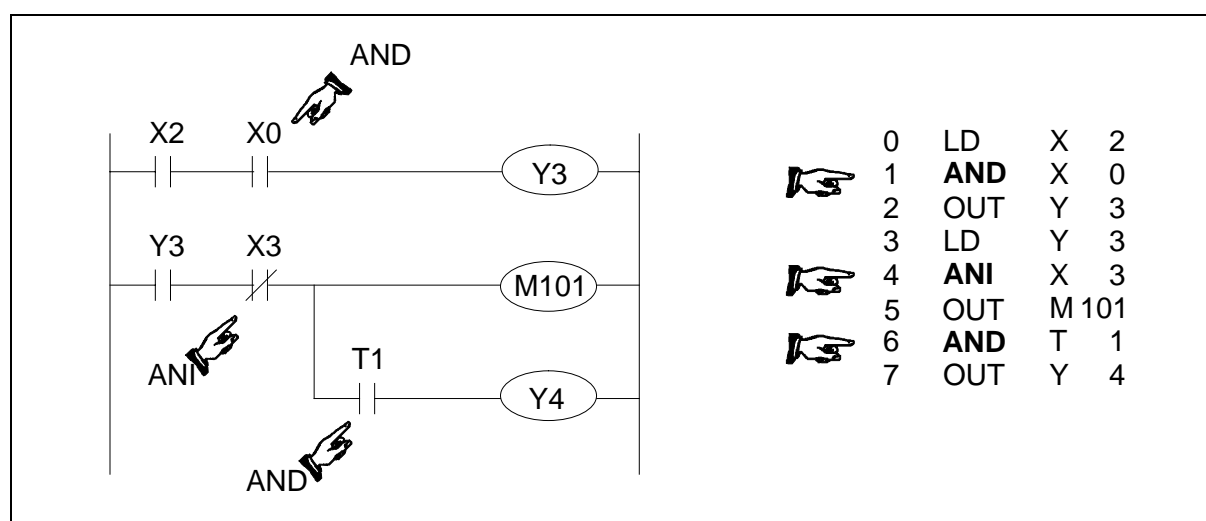 AND
X2 X0
Y3
Y3 X3
M101
ANI
T1
Y4
AND
0 LD X 2
1 AND X 0
2 OUT Y 3
3 LD Y 3
4 ANI X 3
5 OUT M 101
6 AND T 1
7 OUT Y 4